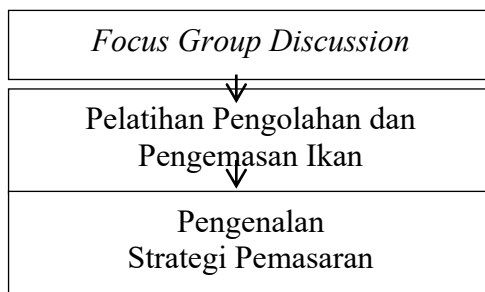 Focus Group Discussion
Pelatihan Pengolahan dan
Pengemasan Ikan
Pengenalan
Strategi Pemasaran